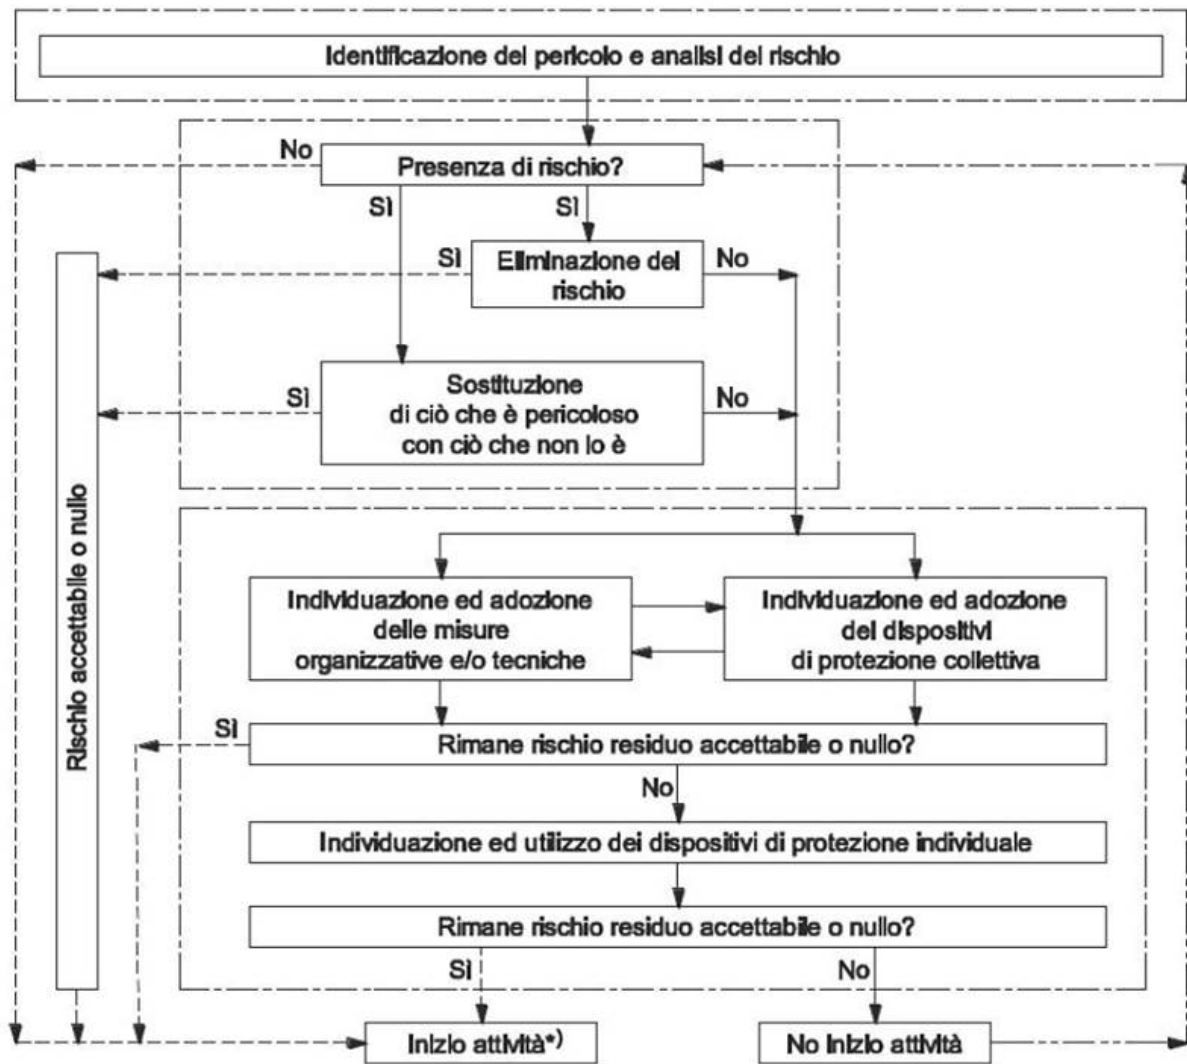 Identificazione del pericolo e analisi del rischio
No
Presenza di rischio?
Sì
Sì
Sì
Eliminazione del
rischio
No
Sì
Sostituzione
di ciò che è pericoloso
con ciò che non lo è
No
Rischio accettabile o nullo
Individuazione ed adozione
delle misure
organizzative e/o tecniche
Individuazione ed adozione
dei dispositivi
di protezione collettiva
Sì
Rimane rischio residuo accettabile o nullo?
No
Individuazione ed utilizzo dei dispositivi di protezione individuale
Rimane rischio residuo accettabile o nullo?
Sì
No
Inizio attività*)
No inizio attività